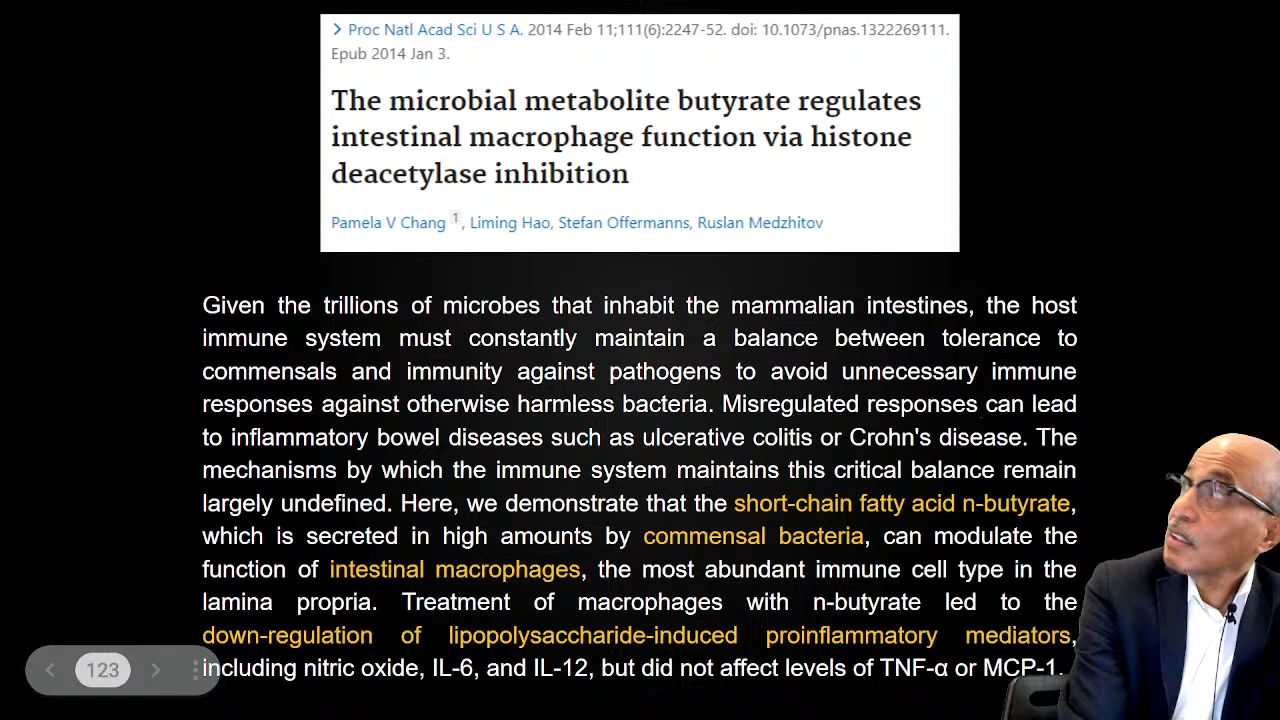 > Proc Natl Acad Sci U S A. 2014 Feb 11;111(6):2247-52. doi: 10.1073/pnas.1322269111.
Epub 2014 Jan 3.
The microbial metabolite butyrate regulates
intestinal macrophage function via histone
deacetylase inhibition
Pamela V Chang 1, Liming Hao, Stefan Offermanns, Ruslan Medzhitov
Given the trillions of microbes that inhabit the mammalian intestines, the host
immune system must constantly maintain a balance between tolerance to
commensals and immunity against pathogens to avoid unnecessary immune
responses against otherwise harmless bacteria. Misregulated responses can lead
to inflammatory bowel diseases such as ulcerative colitis or Crohn's disease. The
mechanisms by which the immune system maintains this critical balance remain
largely undefined. Here, we demonstrate that the short-chain fatty acid n-butyrate,
which is secreted in high amounts by commensal bacteria, can modulate the
function of intestinal macrophages, the most abundant immune cell type in the
lamina propria. Treatment of macrophages with n-butyrate led to the
down-regulation of lipopolysaccharide-induced proinflammatory mediators,
including nitric oxide, IL-6, and IL-12, but did not affect levels of TNF-α or MCP-1.
123